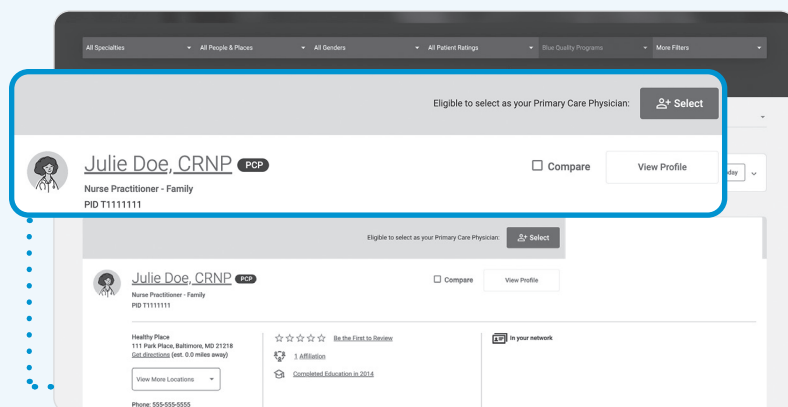 All Specialties All People & Places All Genders All Patient Ratings Blue Quality Programs More Filters
Eligible to select as your Primary Care Physician: Select
Julie Doe, CRNP PCP Compare View Profile
Nurse Practitioner - Family
PID T1111111
day
Eligible to select as your Primary Care Physician: Select
Julie Doe, CRNP PCP Compare View Profile
Nurse Practitioner - Family
PID T1111111
Healthy Place Be the First to Review In your network
111 Park Place, Baltimore, MD 21218
Get directions (est. 0.0 miles away) 1 Affiliation
View More Locations Completed Education in 2014
Phone: 555-555-5555